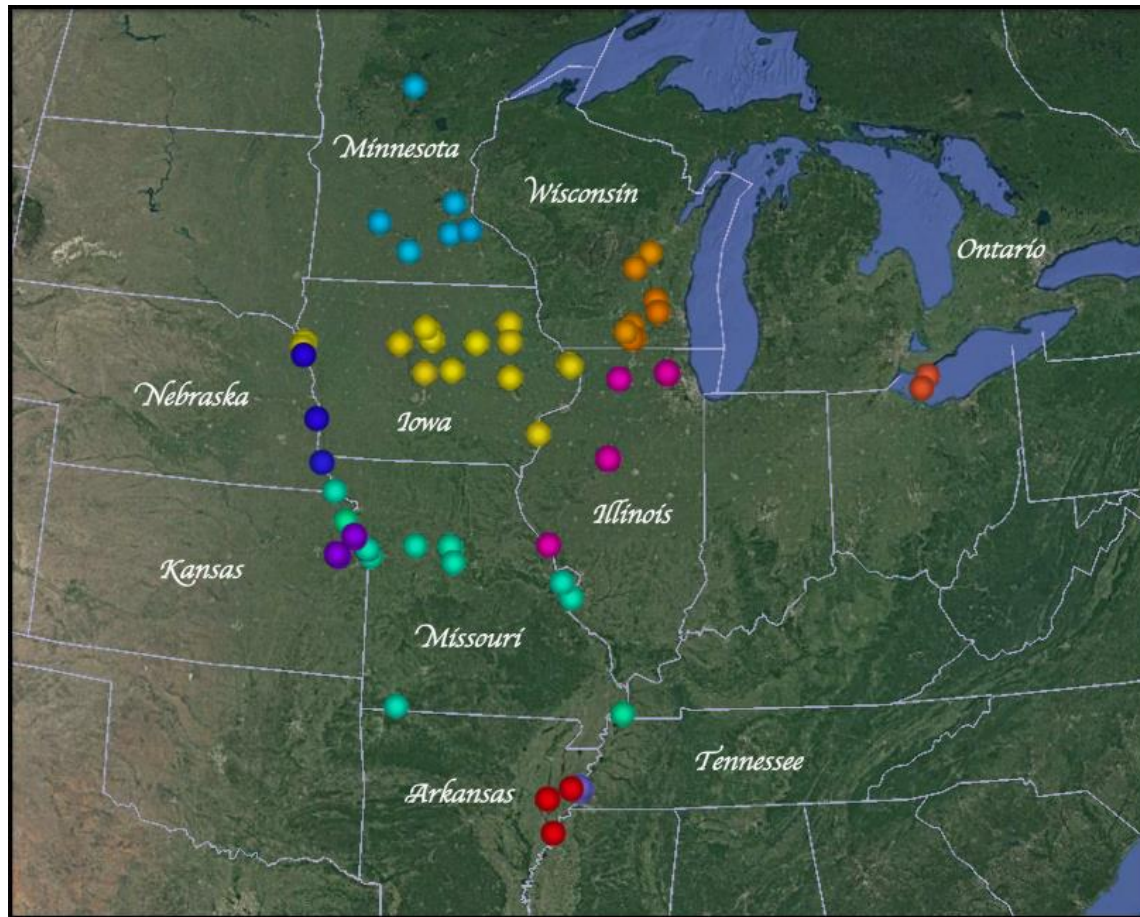 Minnesota
Wisconsin
Ontario
Nebraska
Iowa
Illinois
Kansas
Missouri
Tennessee
Arkansas